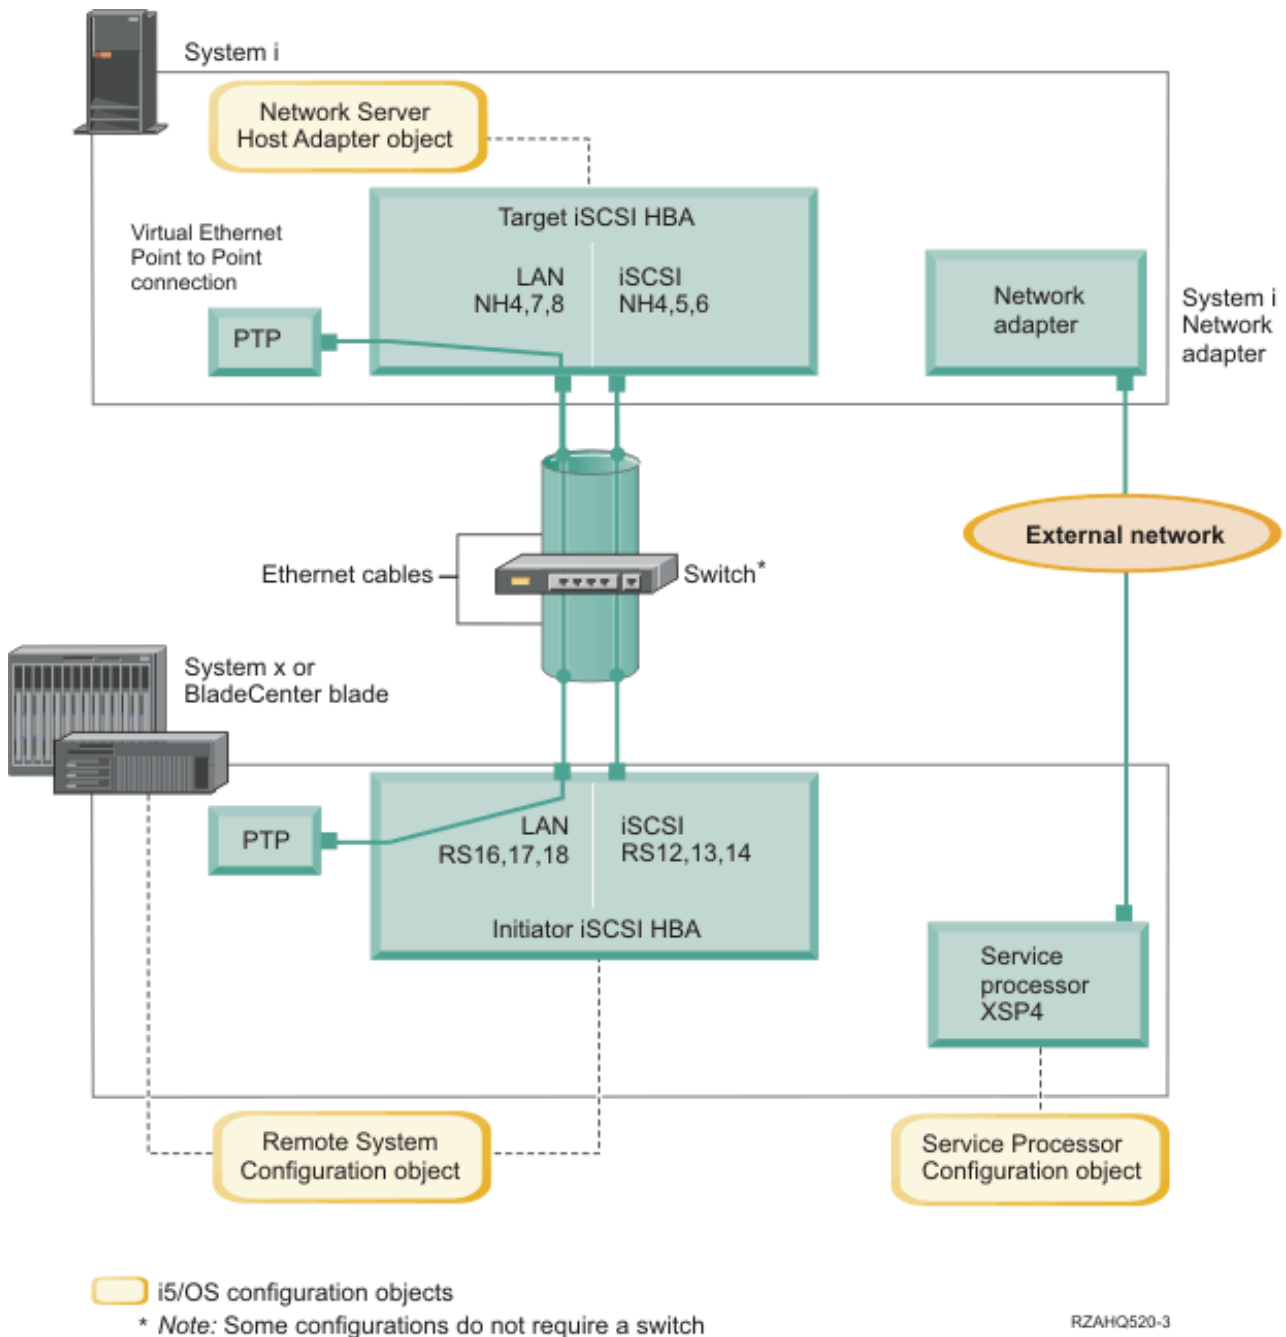 System i
Network Server
Host Adapter object
Target iSCSI HBA
Virtual Ethernet
Point to Point
connection
LAN
NH4,7,8
iSCSI
NH4,5,6
PTP
Network
adapter
System i
Network
adapter
External network
Ethernet cables
Switch*
System x or
BladeCenter blade
PTP
LAN
RS16,17,18
iSCSI
RS12,13,14
Initiator iSCSI HBA
Service
processor
XSP4
Remote System
Configuration object
Service Processor
Configuration object
i5/OS configuration objects
* Note: Some configurations do not require a switch
RZAHQ520-3